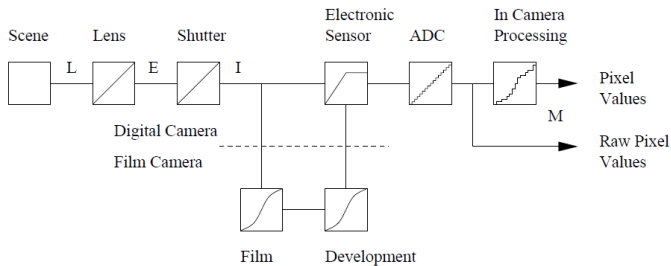 Scene
Lens
Shutter
Electronic
Sensor
ADC
In Camera
Processing
L
E
I
Pixel
Values
M
Digital Camera
Film Camera
Raw Pixel
Values
Film
Development